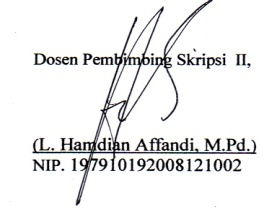 Dosen Pembimbing Skripsi II,
(L. Hamdian Affandi, M.Pd.)
NIP. 197910192008121002